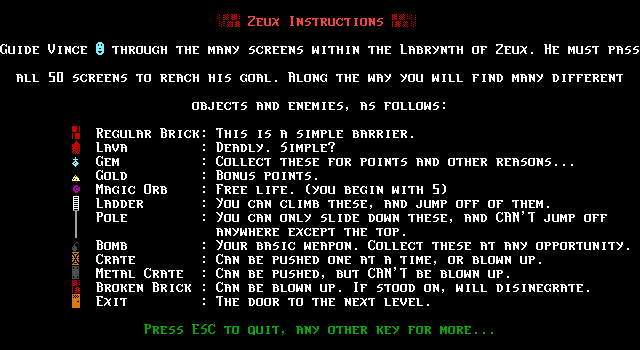 Zeux Instructions
Guide Vince through the many screens within the Labrynth of Zeux. He must pass
all 50 screens to reach his goal. Along the way you will find many different
objects and enemies, as follows:
Regular Brick: This is a simple barrier.
Lava : Deadly. Simple?
Gem : Collect these for points and other reasons...
Gold : Bonus points.
Magic Orb : Free life. (you begin with 5)
Ladder : You can climb these, and jump off of them.
Pole : You can only slide down these, and CAN'T jump off
anywhere except the top.
Bomb : Your basic weapon. Collect these at any opportunity.
Crate : Can be pushed one at a time, or blown up.
Metal Crate : Can be pushed, but CAN'T be blown up.
Broken Brick : Can be blown up. If stood on, will disinegrate.
Exit : The door to the next level.
Press ESC to quit, any other key for more...